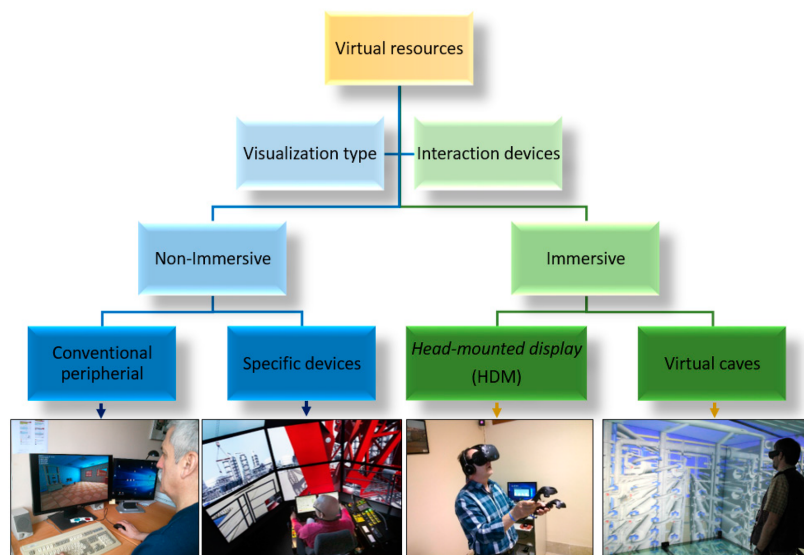 Virtual resources
Visualization type
Interaction devices
Non-Immersive
Immersive
Conventional
peripherial
Specific devices
Head-mounted display
(HDM)
Virtual caves